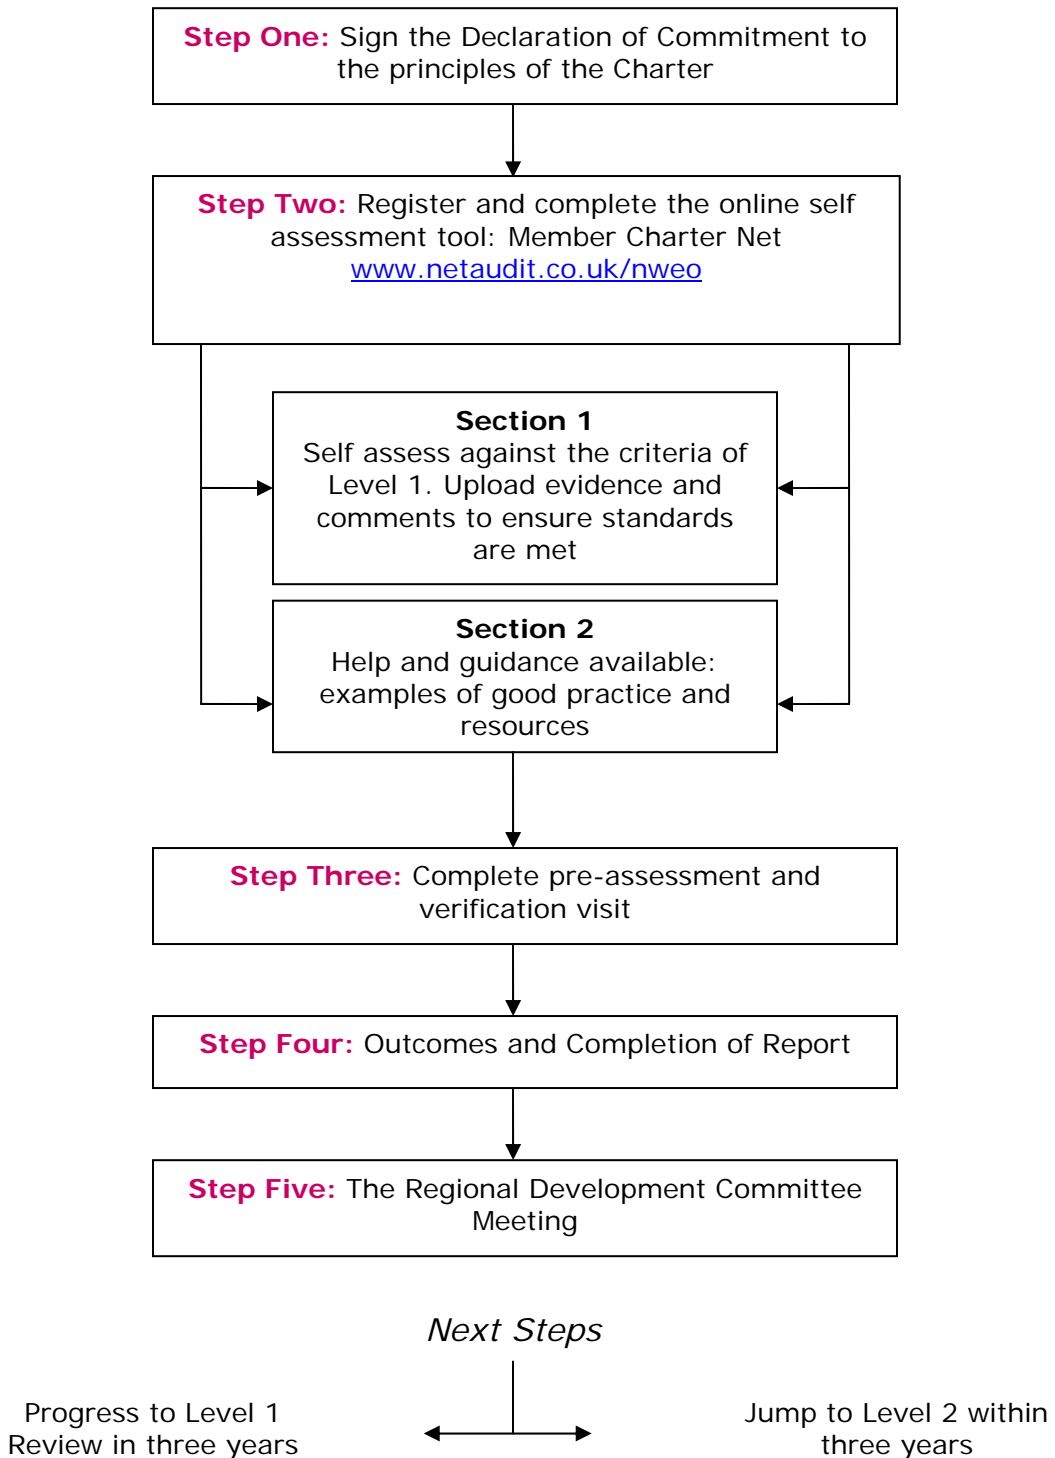 Step One: Sign the Declaration of Commitment to
the principles of the Charter
Step Two: Register and complete the online self
assessment tool: Member Charter Net
www.netaudit.co.uk/nweo
Section 1
Self assess against the criteria of
Level 1. Upload evidence and
comments to ensure standards
are met
Section 2
Help and guidance available:
examples of good practice and
resources
Step Three: Complete pre-assessment and
verification visit
Step Four: Outcomes and Completion of Report
Step Five: The Regional Development Committee
Meeting
Next Steps
Progress to Level 1
Review in three years
Jump to Level 2 within
three years